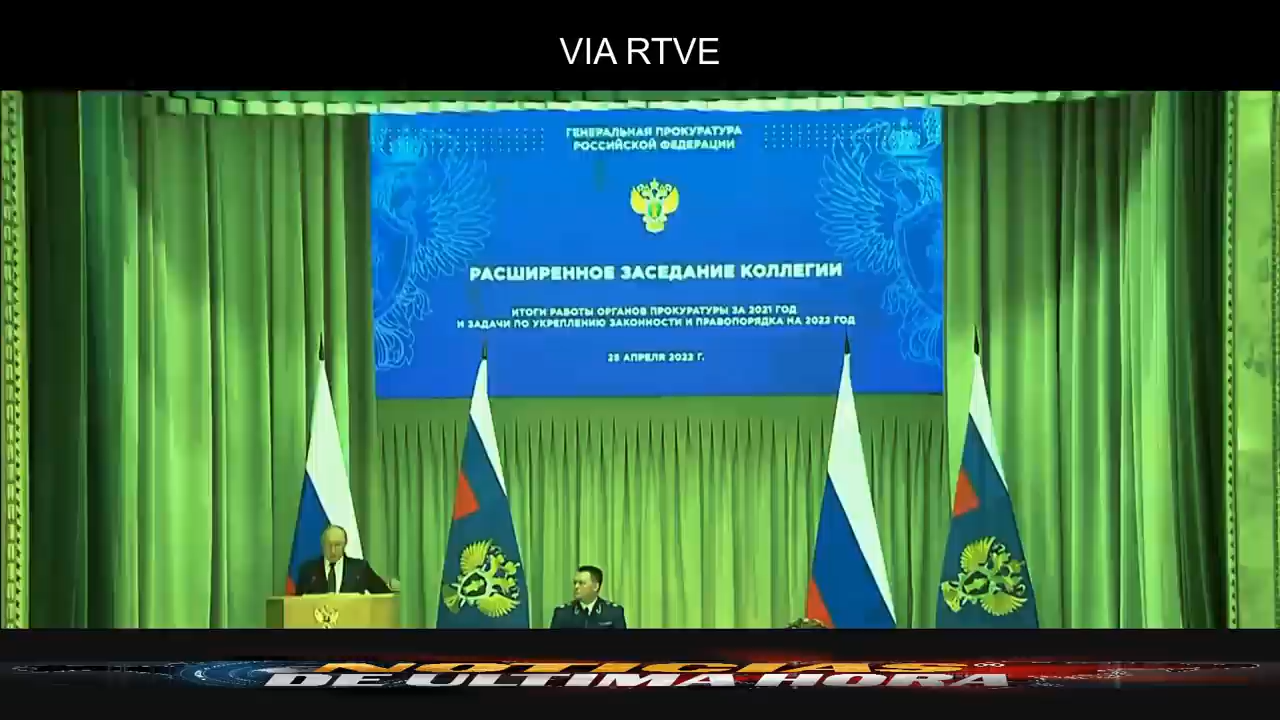 VIA RTVE
ГЕНЕРАЛЬНАЯ ПРОКУРАТУРА
РОССИЙСКОЙ ФЕДЕРАЦИИ
РАСШИРЕННОЕ ЗАСЕДАНИЕ КОЛЛЕГИИ
ИТОГИ РАБОТЫ ОРГАНОВ ПРОКУРАТУРЫ ЗА 2021 ГОД
И ЗАДАЧИ ПО УКРЕПЛЕНИЮ ЗАКОННОСТИ И ПРАВОПОРЯДКА НА 2022 ГОД
25 АПРЕЛЯ 2022 Г.
NOTICIAS
DE ULTIMA HORA